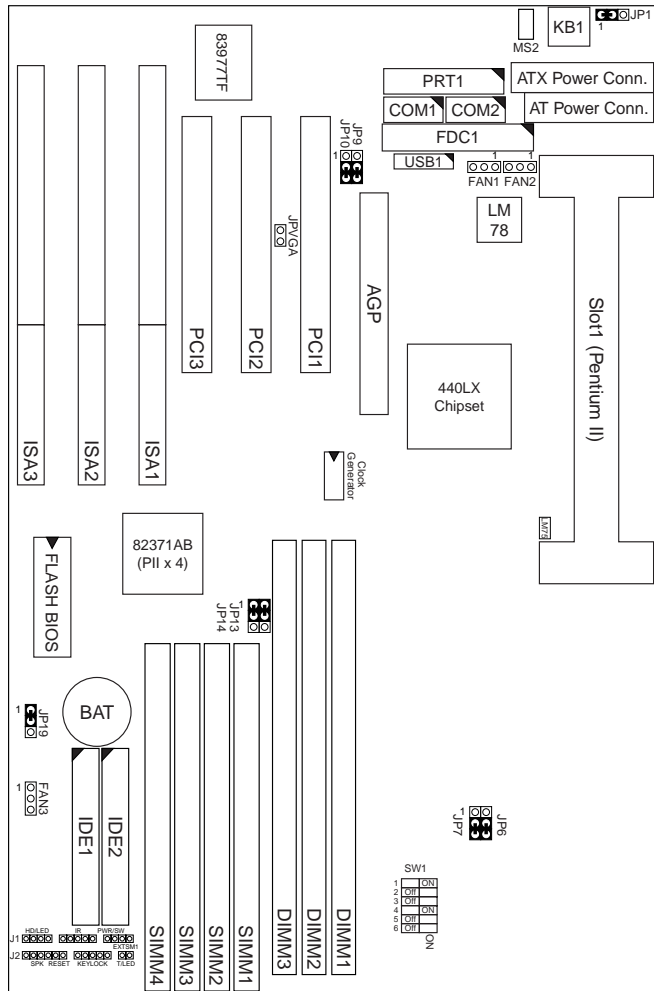 JP1
1
KB1
MS2
83977TF
PRT1
ATX Power Conn.
COM1
COM2
AT Power Conn.
FDC1
JP9
JP10
1
USB1
1
1
FAN1
FAN2
LM
78
JPVGA
AGP
PCI3
PCI2
PCI1
Slot1 (Pentium II)
440LX
Chipset
ISA3
ISA2
ISA1
Clock
Generator
LM75
82371AB
(PII x 4)
FLASH BIOS
1
JP13
JP14
BAT
1
JP19
1
FAN3
IDE1
IDE2
1
JP6
JP7
SW1
1 ON
2 Off
3 Off
4 ON
5 Off
6 Off
ON
SIMM4
SIMM3
SIMM2
SIMM1
DIMM3
DIMM2
DIMM1
HD/LED
IR
PWR/SW
J1
EXTSM1
J2
SPK
RESET
KEYLOCK
T/LED